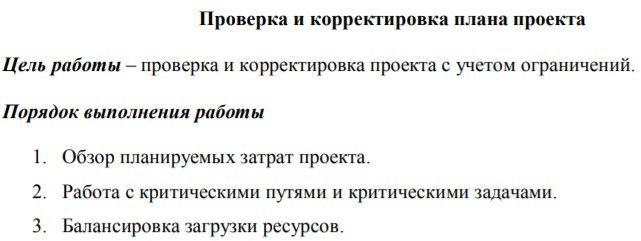 Проверка и корректировка плана проекта
Цель работы – проверка и корректировка проекта с учетом ограничений.
Порядок выполнения работы
1. Обзор планируемых затрат проекта.
2. Работа с критическими путями и критическими задачами.
3. Балансировка загрузки ресурсов.